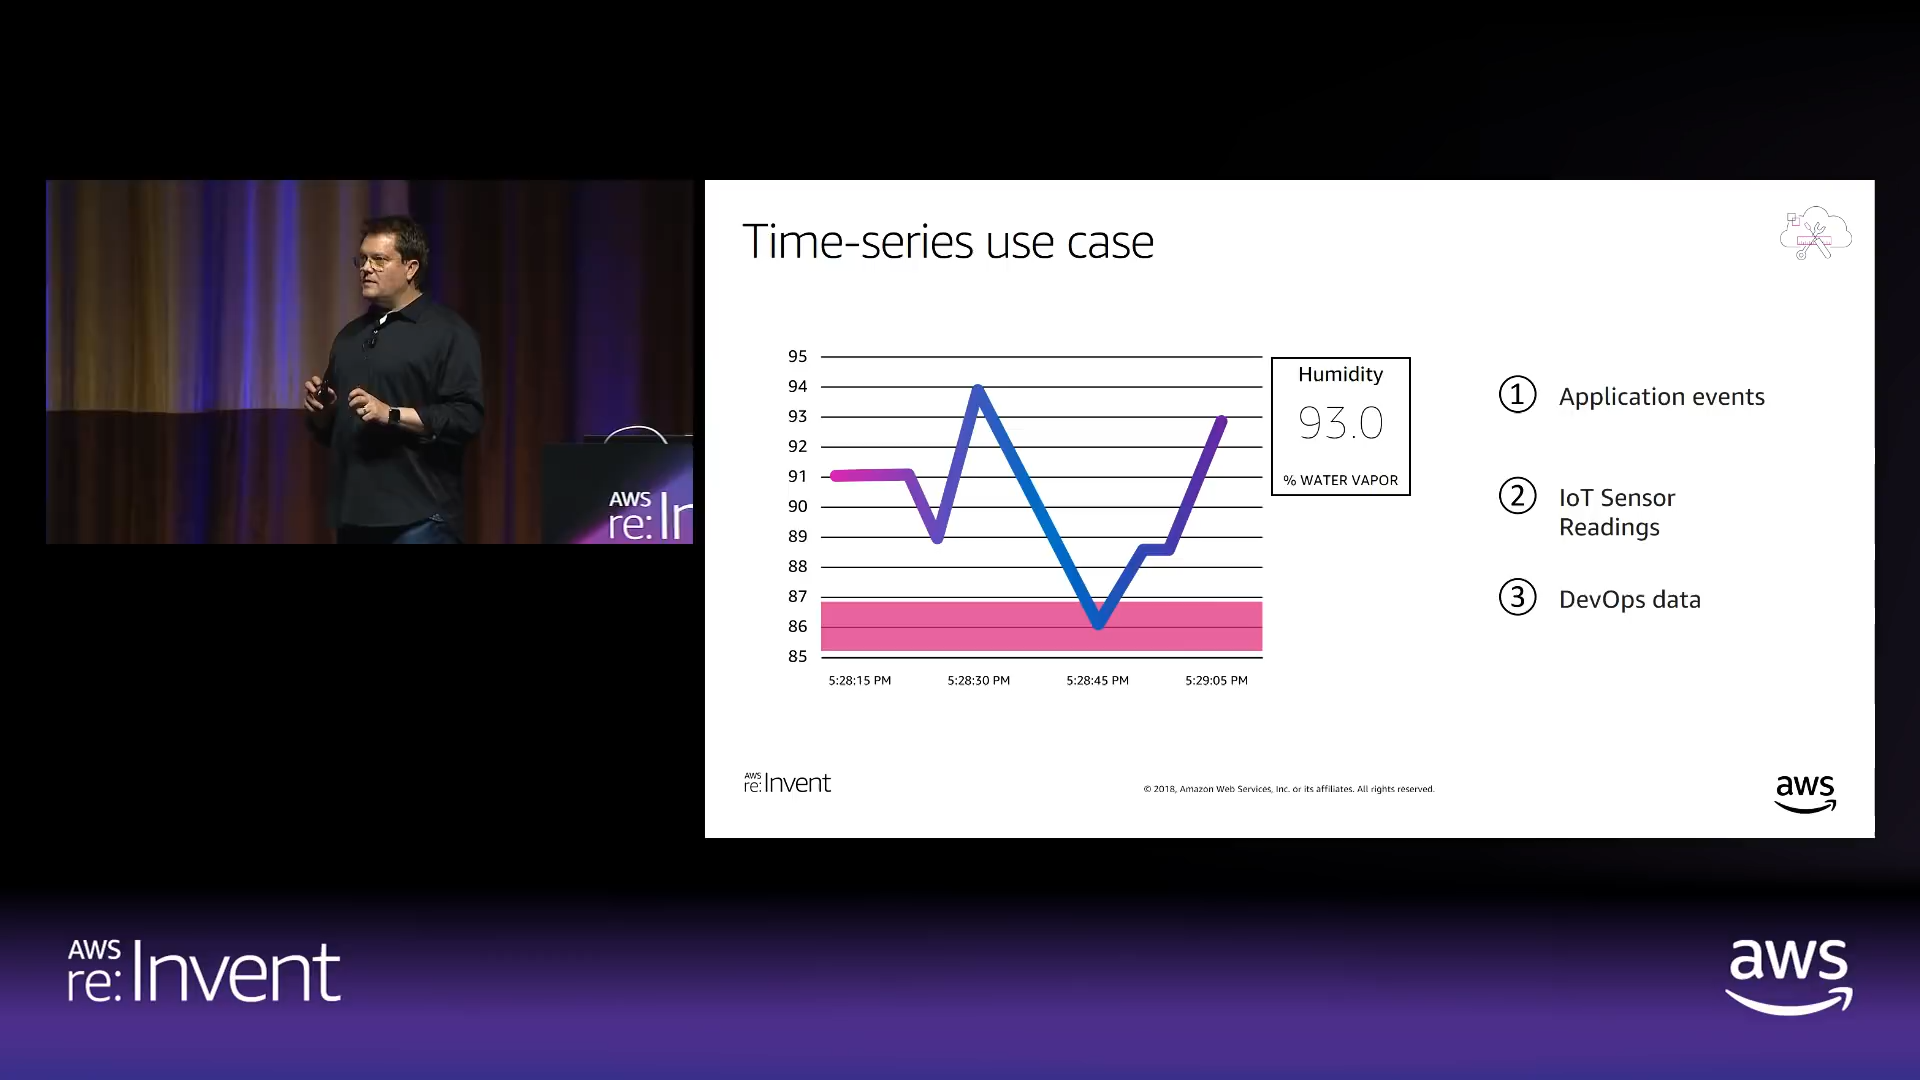 AWS
re:In
Time-series use case
95
94
93
92
91
90
89
88
87
86
85
5:28:15 PM
5:28:30 PM
5:28:45 PM
5:29:05 PM
Humidity
93.0
% WATER VAPOR
1 Application events
2 IoT Sensor
Readings
3 DevOps data
AWS
re:Invent
© 2018, Amazon Web Services, Inc. or its affiliates. All rights reserved.
aws
AWS
re:Invent
aws